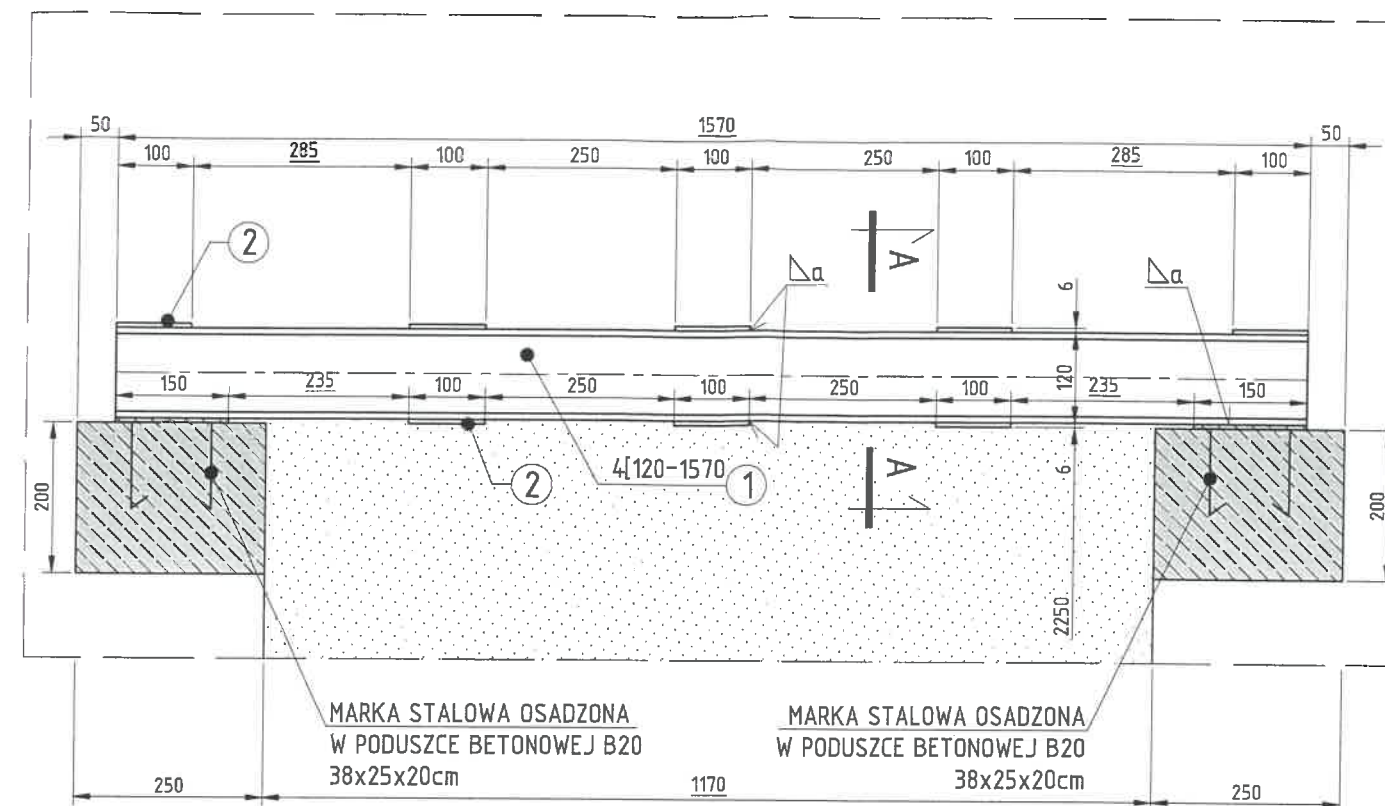 50 1570 50
100 285 100 250 100 250 100 285 100
2
A
a
a
6
120
150 235 100 250 100 250 100 235 150
4[120-1570 1
2
A
6
200
200
2250
MARKA STALOWA OSADZONA
W PODUSZCE BETONOWEJ B20
38x25x20cm
MARKA STALOWA OSADZONA
W PODUSZCE BETONOWEJ B20
38x25x20cm
250 1170 250